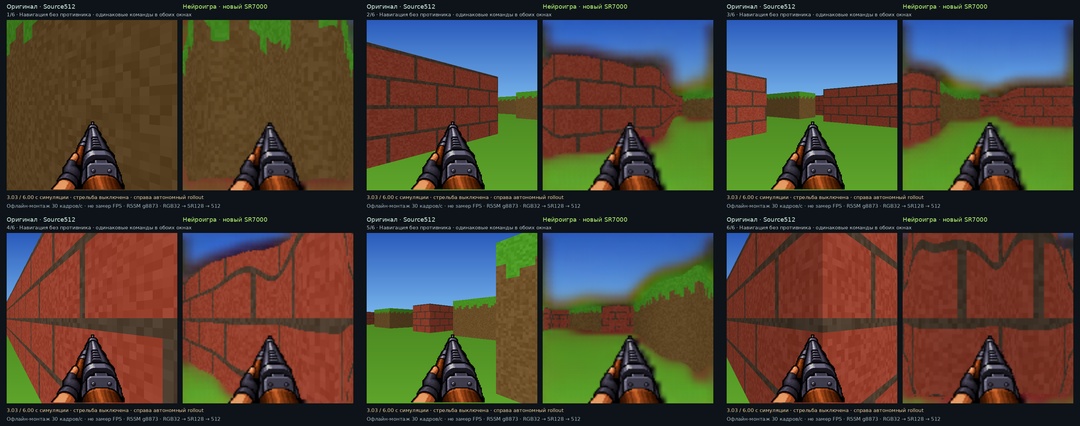 Оригинал · Source512 Нейроигра · новый SR7000
1/6 · Навигация без противника · одинаковые команды в обоих окнах
3.03 / 6.00 с симуляции · стрельба выключена · справа автономный rollout
Офлайн-монтаж 30 кадров/с · не замер FPS · RSSM g8873 · RGB32 → SR128 → 512
Оригинал · Source512 Нейроигра · новый SR7000
2/6 · Навигация без противника · одинаковые команды в обоих окнах
3.03 / 6.00 с симуляции · стрельба выключена · справа автономный rollout
Офлайн-монтаж 30 кадров/с · не замер FPS · RSSM g8873 · RGB32 → SR128 → 512
Оригинал · Source512 Нейроигра · новый SR7000
3/6 · Навигация без противника · одинаковые команды в обоих окнах
3.03 / 6.00 с симуляции · стрельба выключена · справа автономный rollout
Офлайн-монтаж 30 кадров/с · не замер FPS · RSSM g8873 · RGB32 → SR128 → 512
Оригинал · Source512 Нейроигра · новый SR7000
4/6 · Навигация без противника · одинаковые команды в обоих окнах
3.03 / 6.00 с симуляции · стрельба выключена · справа автономный rollout
Офлайн-монтаж 30 кадров/с · не замер FPS · RSSM g8873 · RGB32 → SR128 → 512
Оригинал · Source512 Нейроигра · новый SR7000
5/6 · Навигация без противника · одинаковые команды в обоих окнах
3.03 / 6.00 с симуляции · стрельба выключена · справа автономный rollout
Офлайн-монтаж 30 кадров/с · не замер FPS · RSSM g8873 · RGB32 → SR128 → 512
Оригинал · Source512 Нейроигра · новый SR7000
6/6 · Навигация без противника · одинаковые команды в обоих окнах
3.03 / 6.00 с симуляции · стрельба выключена · справа автономный rollout
Офлайн-монтаж 30 кадров/с · не замер FPS · RSSM g8873 · RGB32 → SR128 → 512